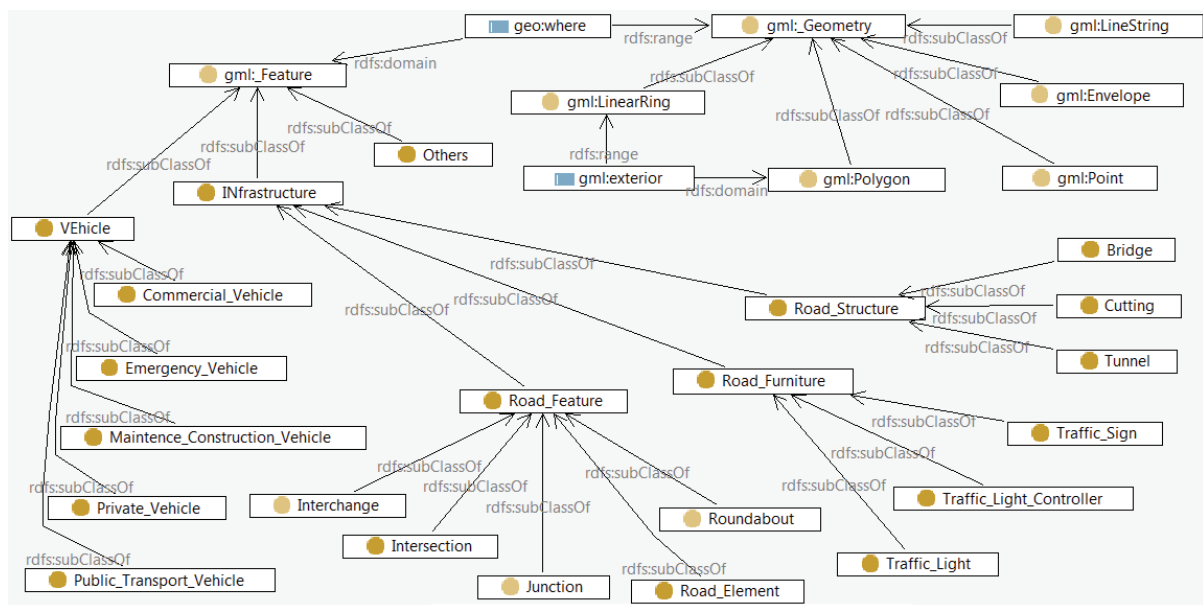 geo:where
gml:_Geometry
gml:LineString
rdfs:range
rdfs:subClassOf
rdfs:domain
gml:_Feature
rdfs:subClassOf
rdfs:subClassOf
gml:LinearRing
gml:Envelope
rdfs:subClassOf
rdfs:subClassOf
rdfs:subClassOf
rdfs:subClassOf
rdfs:subClassOf
Others
rdfs:range
gml:exterior
rdfs:domain
gml:Polygon
gml:Point
INfrastructure
VEhicle
Bridge
rdfs:subClassOf
rdfs:subClassOf
rdfs:subClassOf
Commercial_Vehicle
rdfs:subClassOf
rdfs:subClassOf
Road_Structure
rdfs:subClassOf
Cutting
rdfs:subClassOf
rdfs:subClassOf
Tunnel
Emergency_Vehicle
Road_Furniture
Road_Feature
rdfs:subClassOf
rdfs:subClassOf
Maintence_Construction_Vehicle
Traffic_Sign
rdfs:subClassOf
rdfs:subClassOf
rdfs:subClassOf
rdfs:subClassOf
rdfs:subClassOf
Private_Vehicle
Interchange
rdfs:subClassOf
rdfs:subClassOf
Roundabout
Traffic_Light_Controller
Intersection
rdfs:subClassOf
rdfs:subClassOf
Public_Transport_Vehicle
Junction
Road_Element
Traffic_Light